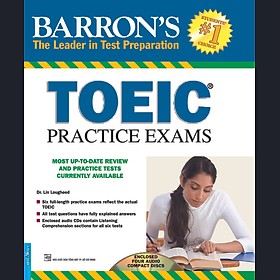 BARRON'S
The Leader in Test Preparation
STUDENTS'
#1
CHOICE
TOEIC®
PRACTICE EXAMS
MOST UP-TO-DATE REVIEW
AND PRACTICE TESTS
CURRENTLY AVAILABLE
Dr. Lin Lougheed
• Six full-length practice exams reflect the actual
TOEIC
• All test questions have fully explained answers
• Enclosed audio CDs contain Listening
Comprehension sections for all six tests
ENCLOSED
FOUR AUDIO
COMPACT DISCS